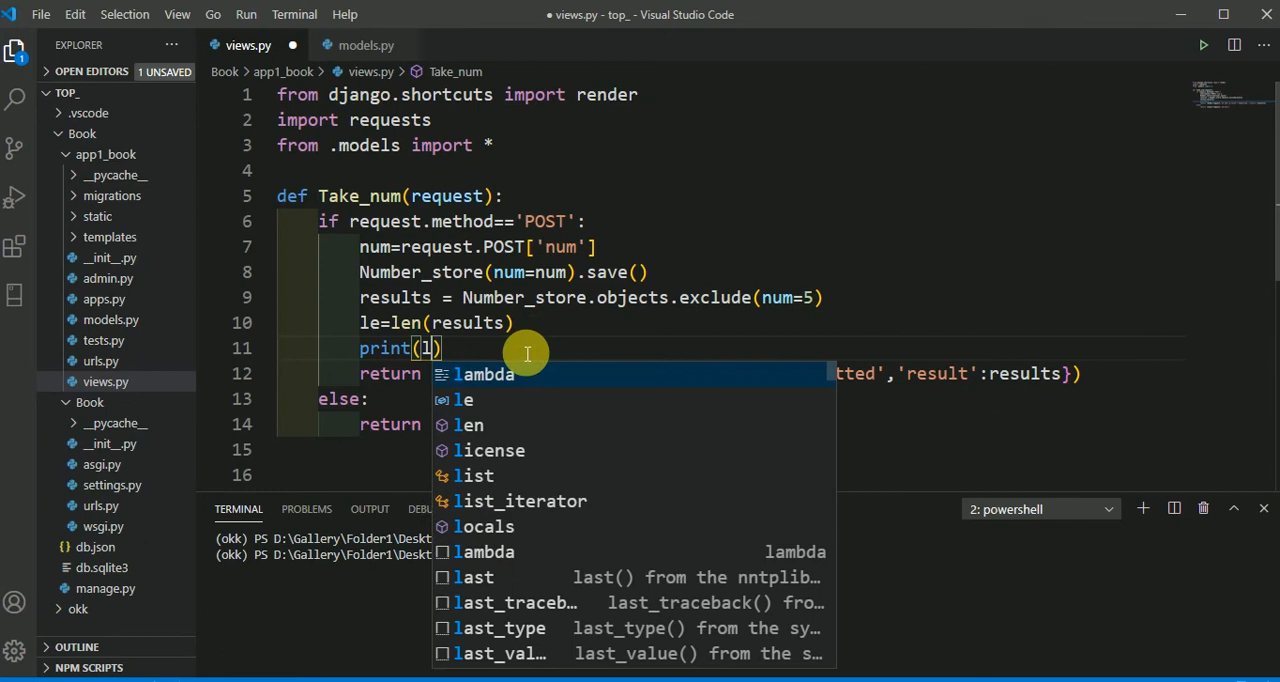 File Edit Selection View Go Run Terminal Help
● views.py - top_ - Visual Studio Code
1
EXPLORER
OPEN EDITORS 1 UNSAVED
TOP_
.vscode
Book
app1_book
__pycache__
migrations
static
templates
__init__.py
admin.py
apps.py
models.py
tests.py
urls.py
views.py
Book
__pycache__
__init__.py
asgi.py
settings.py
urls.py
wsgi.py
db.json
db.sqlite3
manage.py
okk
OUTLINE
NPM SCRIPTS
views.py ● models.py
Book > app1_book > views.py > Take_num
1 from django.shortcuts import render
2 import requests
3 from .models import *
4
5 def Take_num(request):
6 if request.method=='POST':
7 num=request.POST['num']
8 Number_store(num=num).save()
9 results = Number_store.objects.exclude(num=5)
10 le=len(results)
11 print(l)
12 return tted','result':results})
13 else:
14 return
15
16
lambda
le
len
license
list
list_iterator
locals
lambda lambda
last last() from the nntplib…
last_traceb… last_traceback() fro…
last_type last_type() from the sy…
last_val… last_value() from the s…
TERMINAL PROBLEMS OUTPUT DEBU
2: powershell
(okk) PS D:\Gallery\Folder1\Deskt
(okk) PS D:\Gallery\Folder1\Deskt